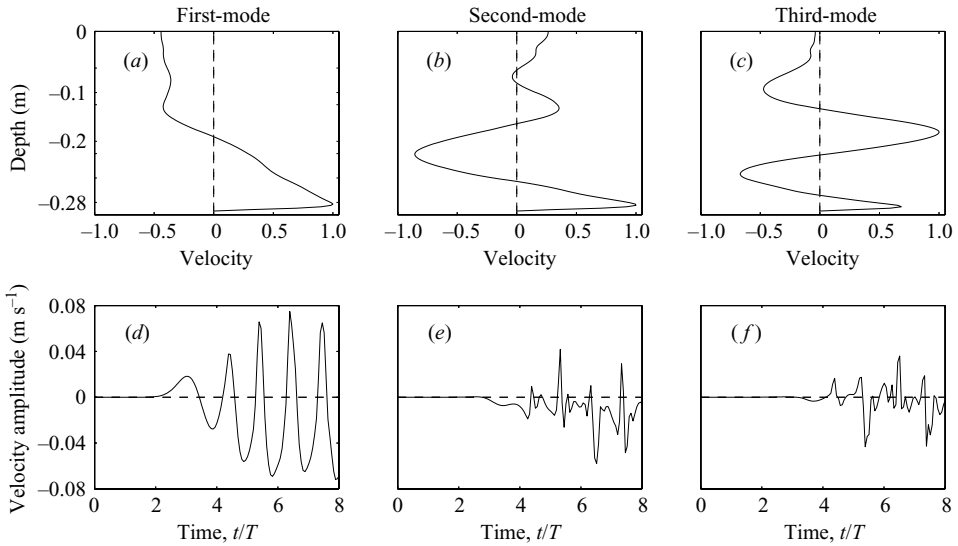 First-mode Second-mode Third-mode
0
(a) (b) (c)
–0.1
Depth (m)
–0.2
–0.28
–1.0 –0.5 0 0.5 1.0 –1.0 –0.5 0 0.5 1.0 –1.0 –0.5 0 0.5 1.0
Velocity Velocity Velocity
0.08
(d) (e) (f)
0.04
Velocity amplitude (m s⁻¹)
0
–0.04
–0.08
0 2 4 6 8 0 2 4 6 8 0 2 4 6 8
Time, t/T Time, t/T Time, t/T